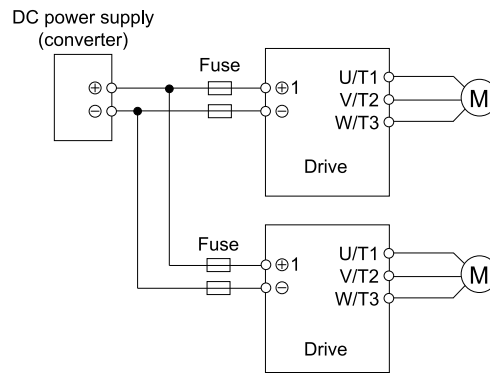 DC power supply
(converter)
Fuse
⊕
⊖
⊕1
⊖
U/T1
V/T2
W/T3
M
Drive
Fuse
⊕1
⊖
U/T1
V/T2
W/T3
M
Drive